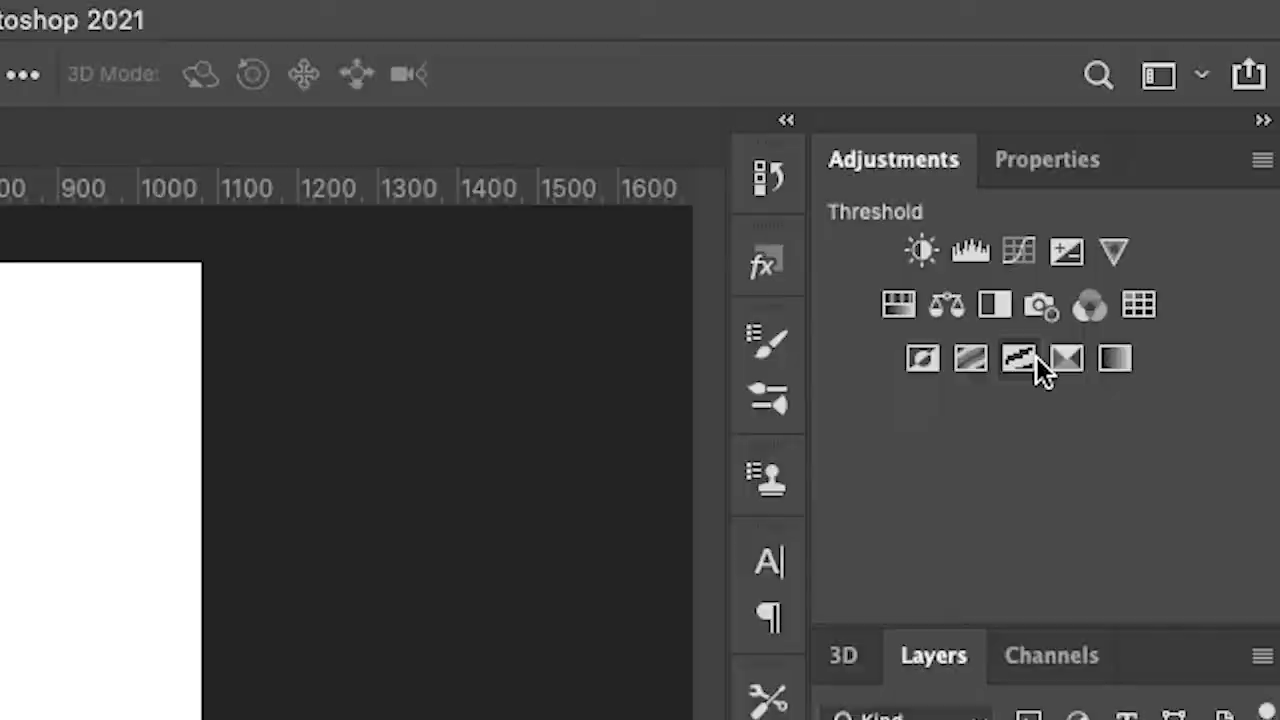 toshop 2021
3D Mode:
00 900 1000 1100 1200 1300 1400 1500 1600
Adjustments Properties
Threshold
fx
A|
¶
3D Layers Channels
Kind